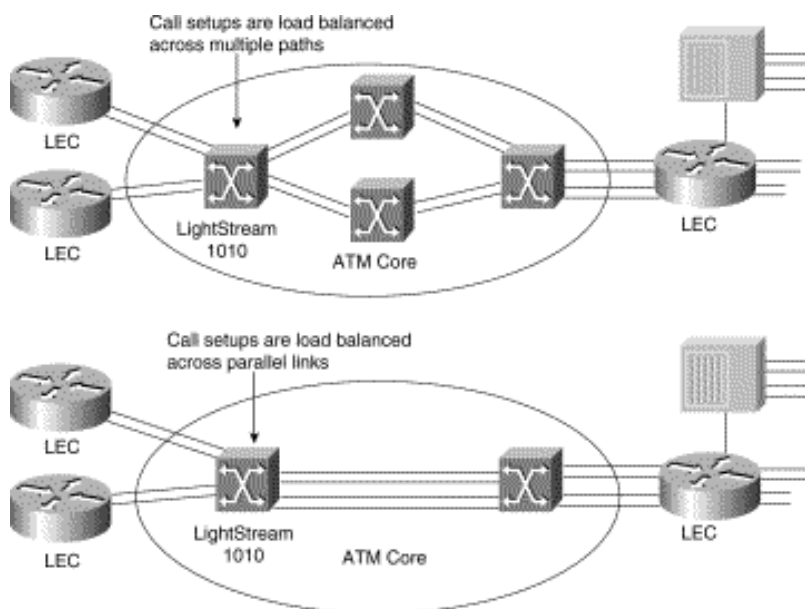 Call setups are load balanced
across multiple paths
LEC
LEC
LightStream
1010
ATM Core
LEC
Call setups are load balanced
across parallel links
LEC
LEC
LightStream
1010
ATM Core
LEC